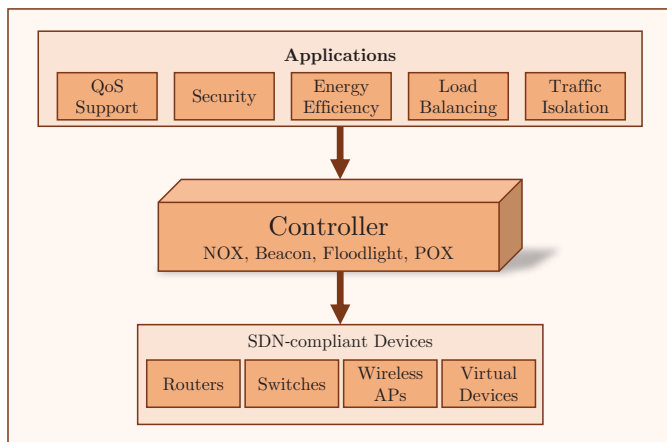 Applications
QoS
Support
Security
Energy
Efficiency
Load
Balancing
Traffic
Isolation
Controller
NOX, Beacon, Floodlight, POX
SDN-compliant Devices
Routers
Switches
Wireless
APs
Virtual
Devices